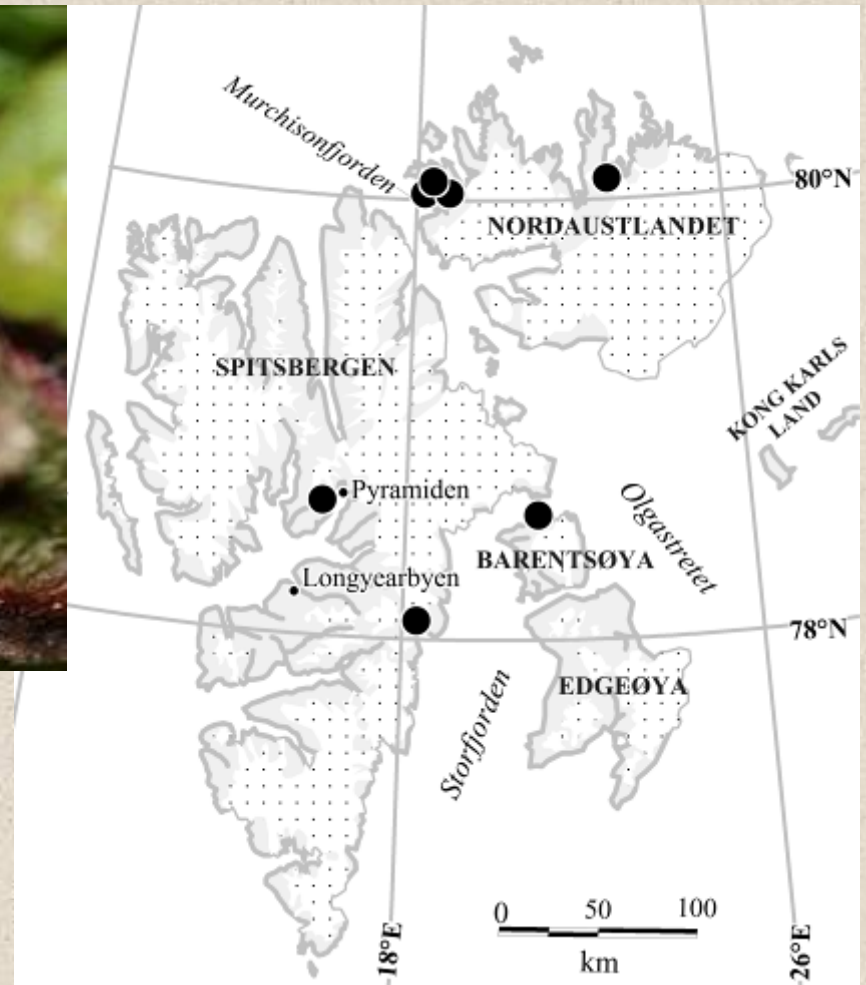 Murchisonfjorden
80°N
NORDAUSTLANDET
SPITSBERGEN
KONG KARLS
LAND
Pyramiden
Olgastretet
BARENTSØYA
Longyearbyen
78°N
EDGEØYA
Storfjorden
0 50 100
km
18°E
26°E